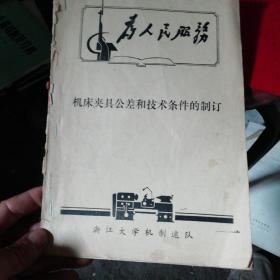 为人民服务
机床夹具公差和技术条件的制订
浙江大学机制连队